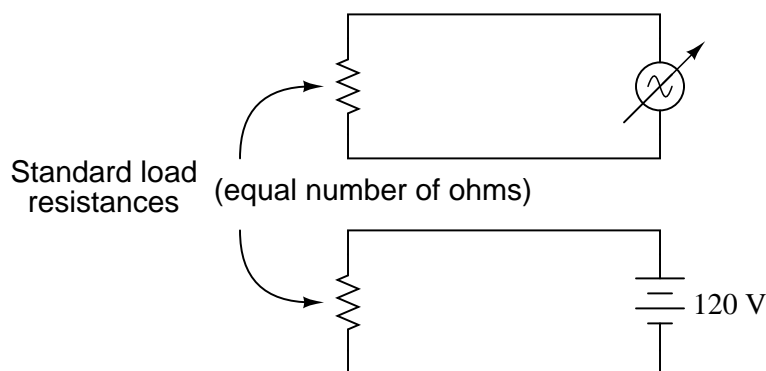 Standard load
resistances
(equal number of ohms)
120 V